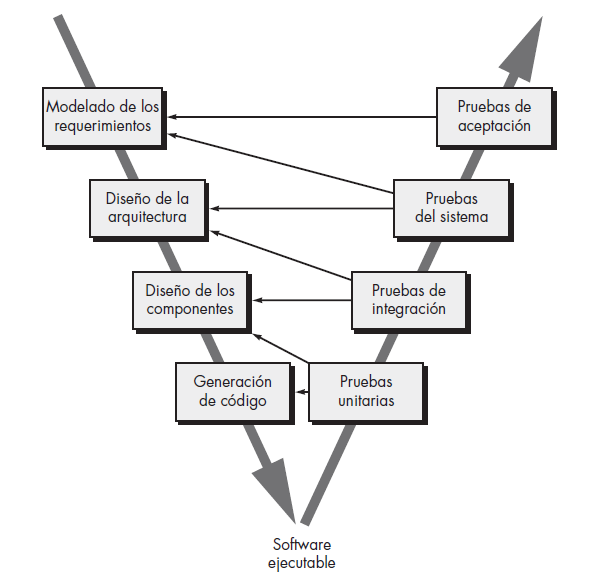 Modelado de los
requerimientos
Pruebas de
aceptación
Diseño de la
arquitectura
Pruebas
del sistema
Diseño de los
componentes
Pruebas de
integración
Generación
de código
Pruebas
unitarias
Software
ejecutable